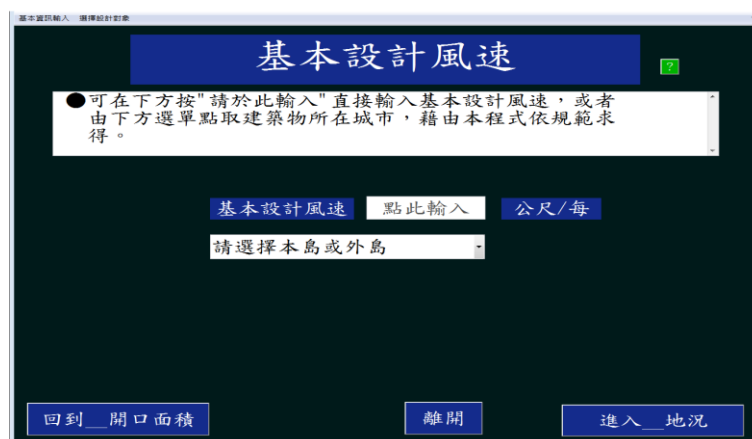 基本資訊輸入 選擇設計對象
基本設計風速
?
●可在下方按"請於此輸入"直接輸入基本設計風速，或者
由下方選單點取建築物所在城市，藉由本程式依規範求
得。
基本設計風速 點此輸入 公尺/每
請選擇本島或外島
回到__開口面積 離開 進入__地況